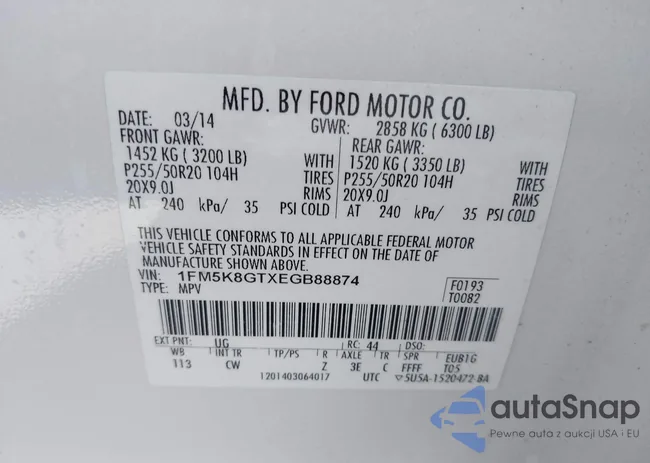 MFD. BY FORD MOTOR CO.
DATE: 03/14 GVWR: 2858 KG ( 6300 LB)
FRONT GAWR: REAR GAWR:
1452 KG ( 3200 LB) WITH 1520 KG ( 3350 LB) WITH
P255/50R20 104H TIRES P255/50R20 104H TIRES
20X9.0J RIMS 20X9.0J RIMS
AT 240 kPa/ 35 PSI COLD AT 240 kPa/ 35 PSI COLD
THIS VEHICLE CONFORMS TO ALL APPLICABLE FEDERAL MOTOR
VEHICLE SAFETY STANDARDS IN EFFECT ON THE DATE OF
MANUFACTURE SHOWN ABOVE.
VIN: 1FM5K8GTXEGB88874 F0193
TYPE: MPV T0082
EXT PNT: UG RC: 44 DSO:
WB INT TR TP/PS R AXLE TR SPR EUB1G
113 CW Z 3E C FFFF T05
1201403064017 UTC ▽5USA-1520472-BA
autaSnap
Pewne auta z aukcji USA i EU